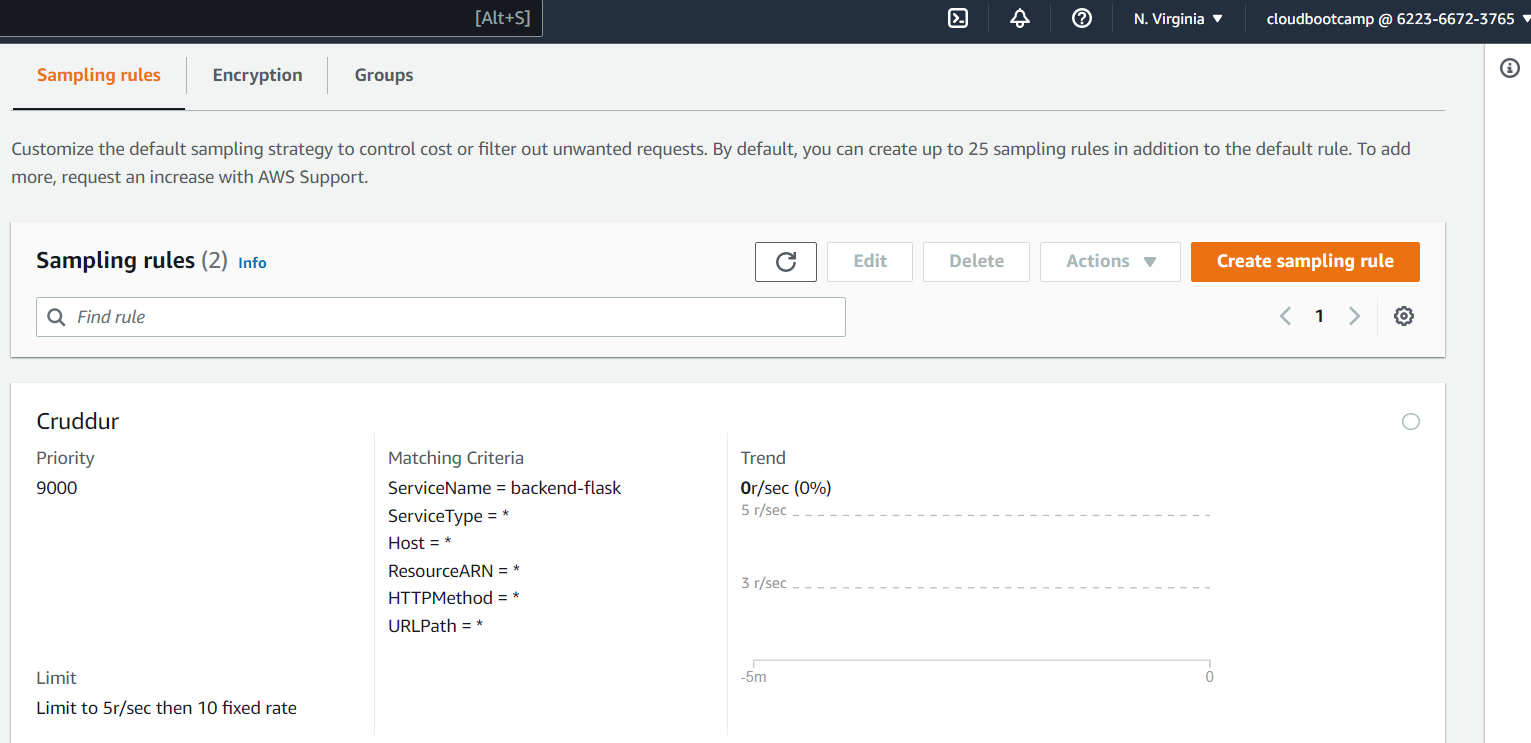 [Alt+S]
N. Virginia
cloudbootcamp @ 6223-6672-3765
Sampling rules
Encryption
Groups
Customize the default sampling strategy to control cost or filter out unwanted requests. By default, you can create up to 25 sampling rules in addition to the default rule. To add
more, request an increase with AWS Support.
Sampling rules (2) Info
Edit
Delete
Actions
Create sampling rule
Find rule
1
Cruddur
Priority
9000
Limit
Limit to 5r/sec then 10 fixed rate
Matching Criteria
ServiceName = backend-flask
ServiceType = *
Host = *
ResourceARN = *
HTTPMethod = *
URLPath = *
Trend
0r/sec (0%)
5 r/sec
3 r/sec
-5m
0